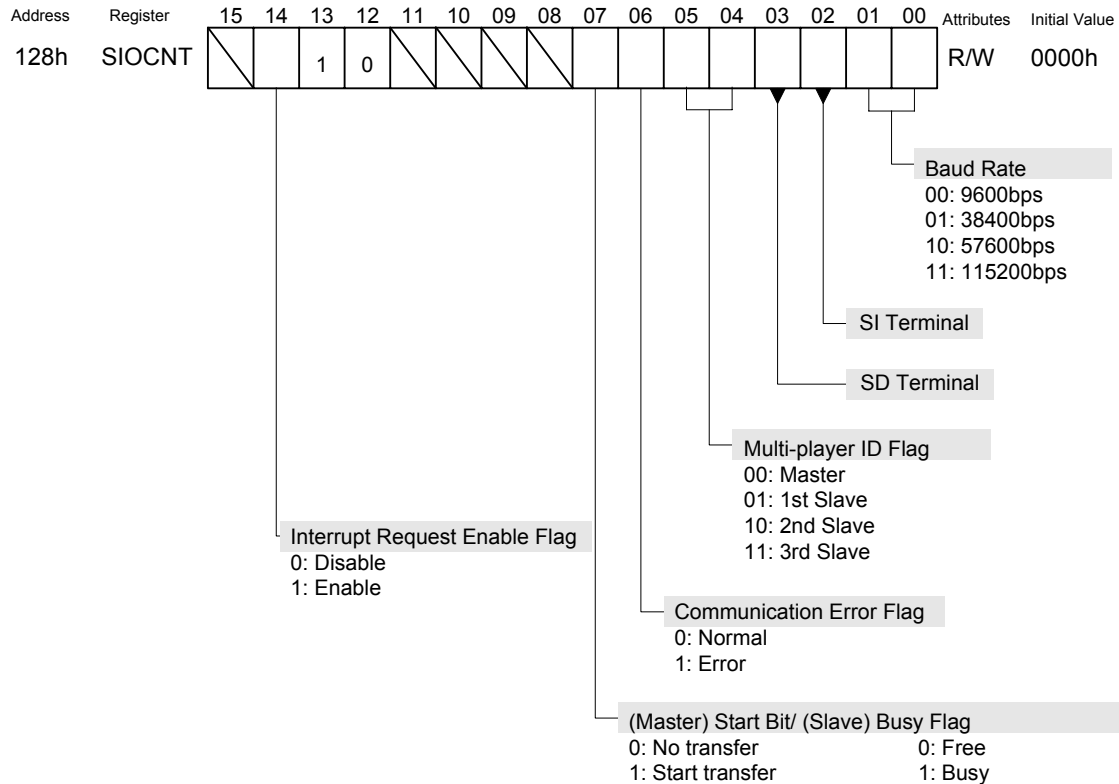 Address Register 15 14 13 12 11 10 09 08 07 06 05 04 03 02 01 00 Attributes Initial Value
128h SIOCNT 1 0 R/W 0000h
Baud Rate
00: 9600bps
01: 38400bps
10: 57600bps
11: 115200bps
SI Terminal
SD Terminal
Multi-player ID Flag
00: Master
01: 1st Slave
10: 2nd Slave
11: 3rd Slave
Interrupt Request Enable Flag
0: Disable
1: Enable
Communication Error Flag
0: Normal
1: Error
(Master) Start Bit/ (Slave) Busy Flag
0: No transfer 0: Free
1: Start transfer 1: Busy